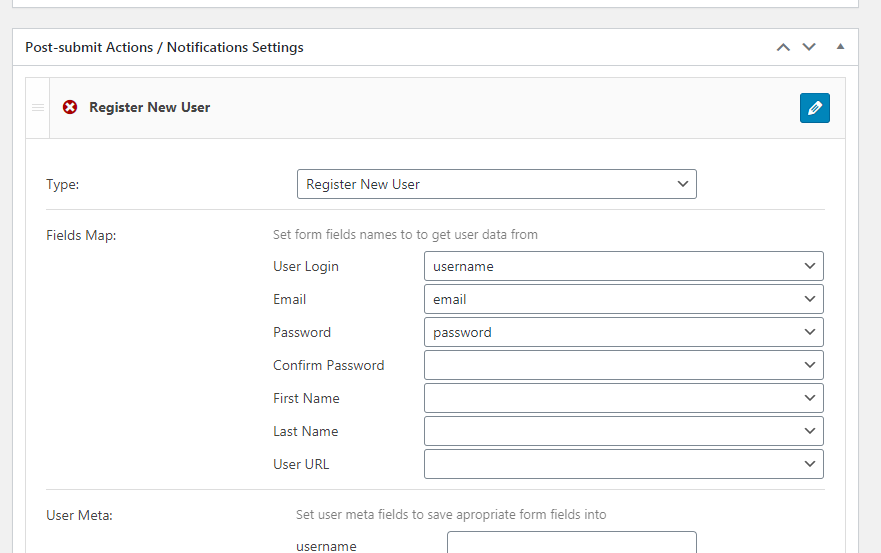 Post-submit Actions / Notifications Settings
Register New User
Type:
Register New User
Fields Map:
Set form fields names to to get user data from
User Login
username
Email
email
Password
password
Confirm Password
First Name
Last Name
User URL
User Meta:
Set user meta fields to save apropriate form fields into
username